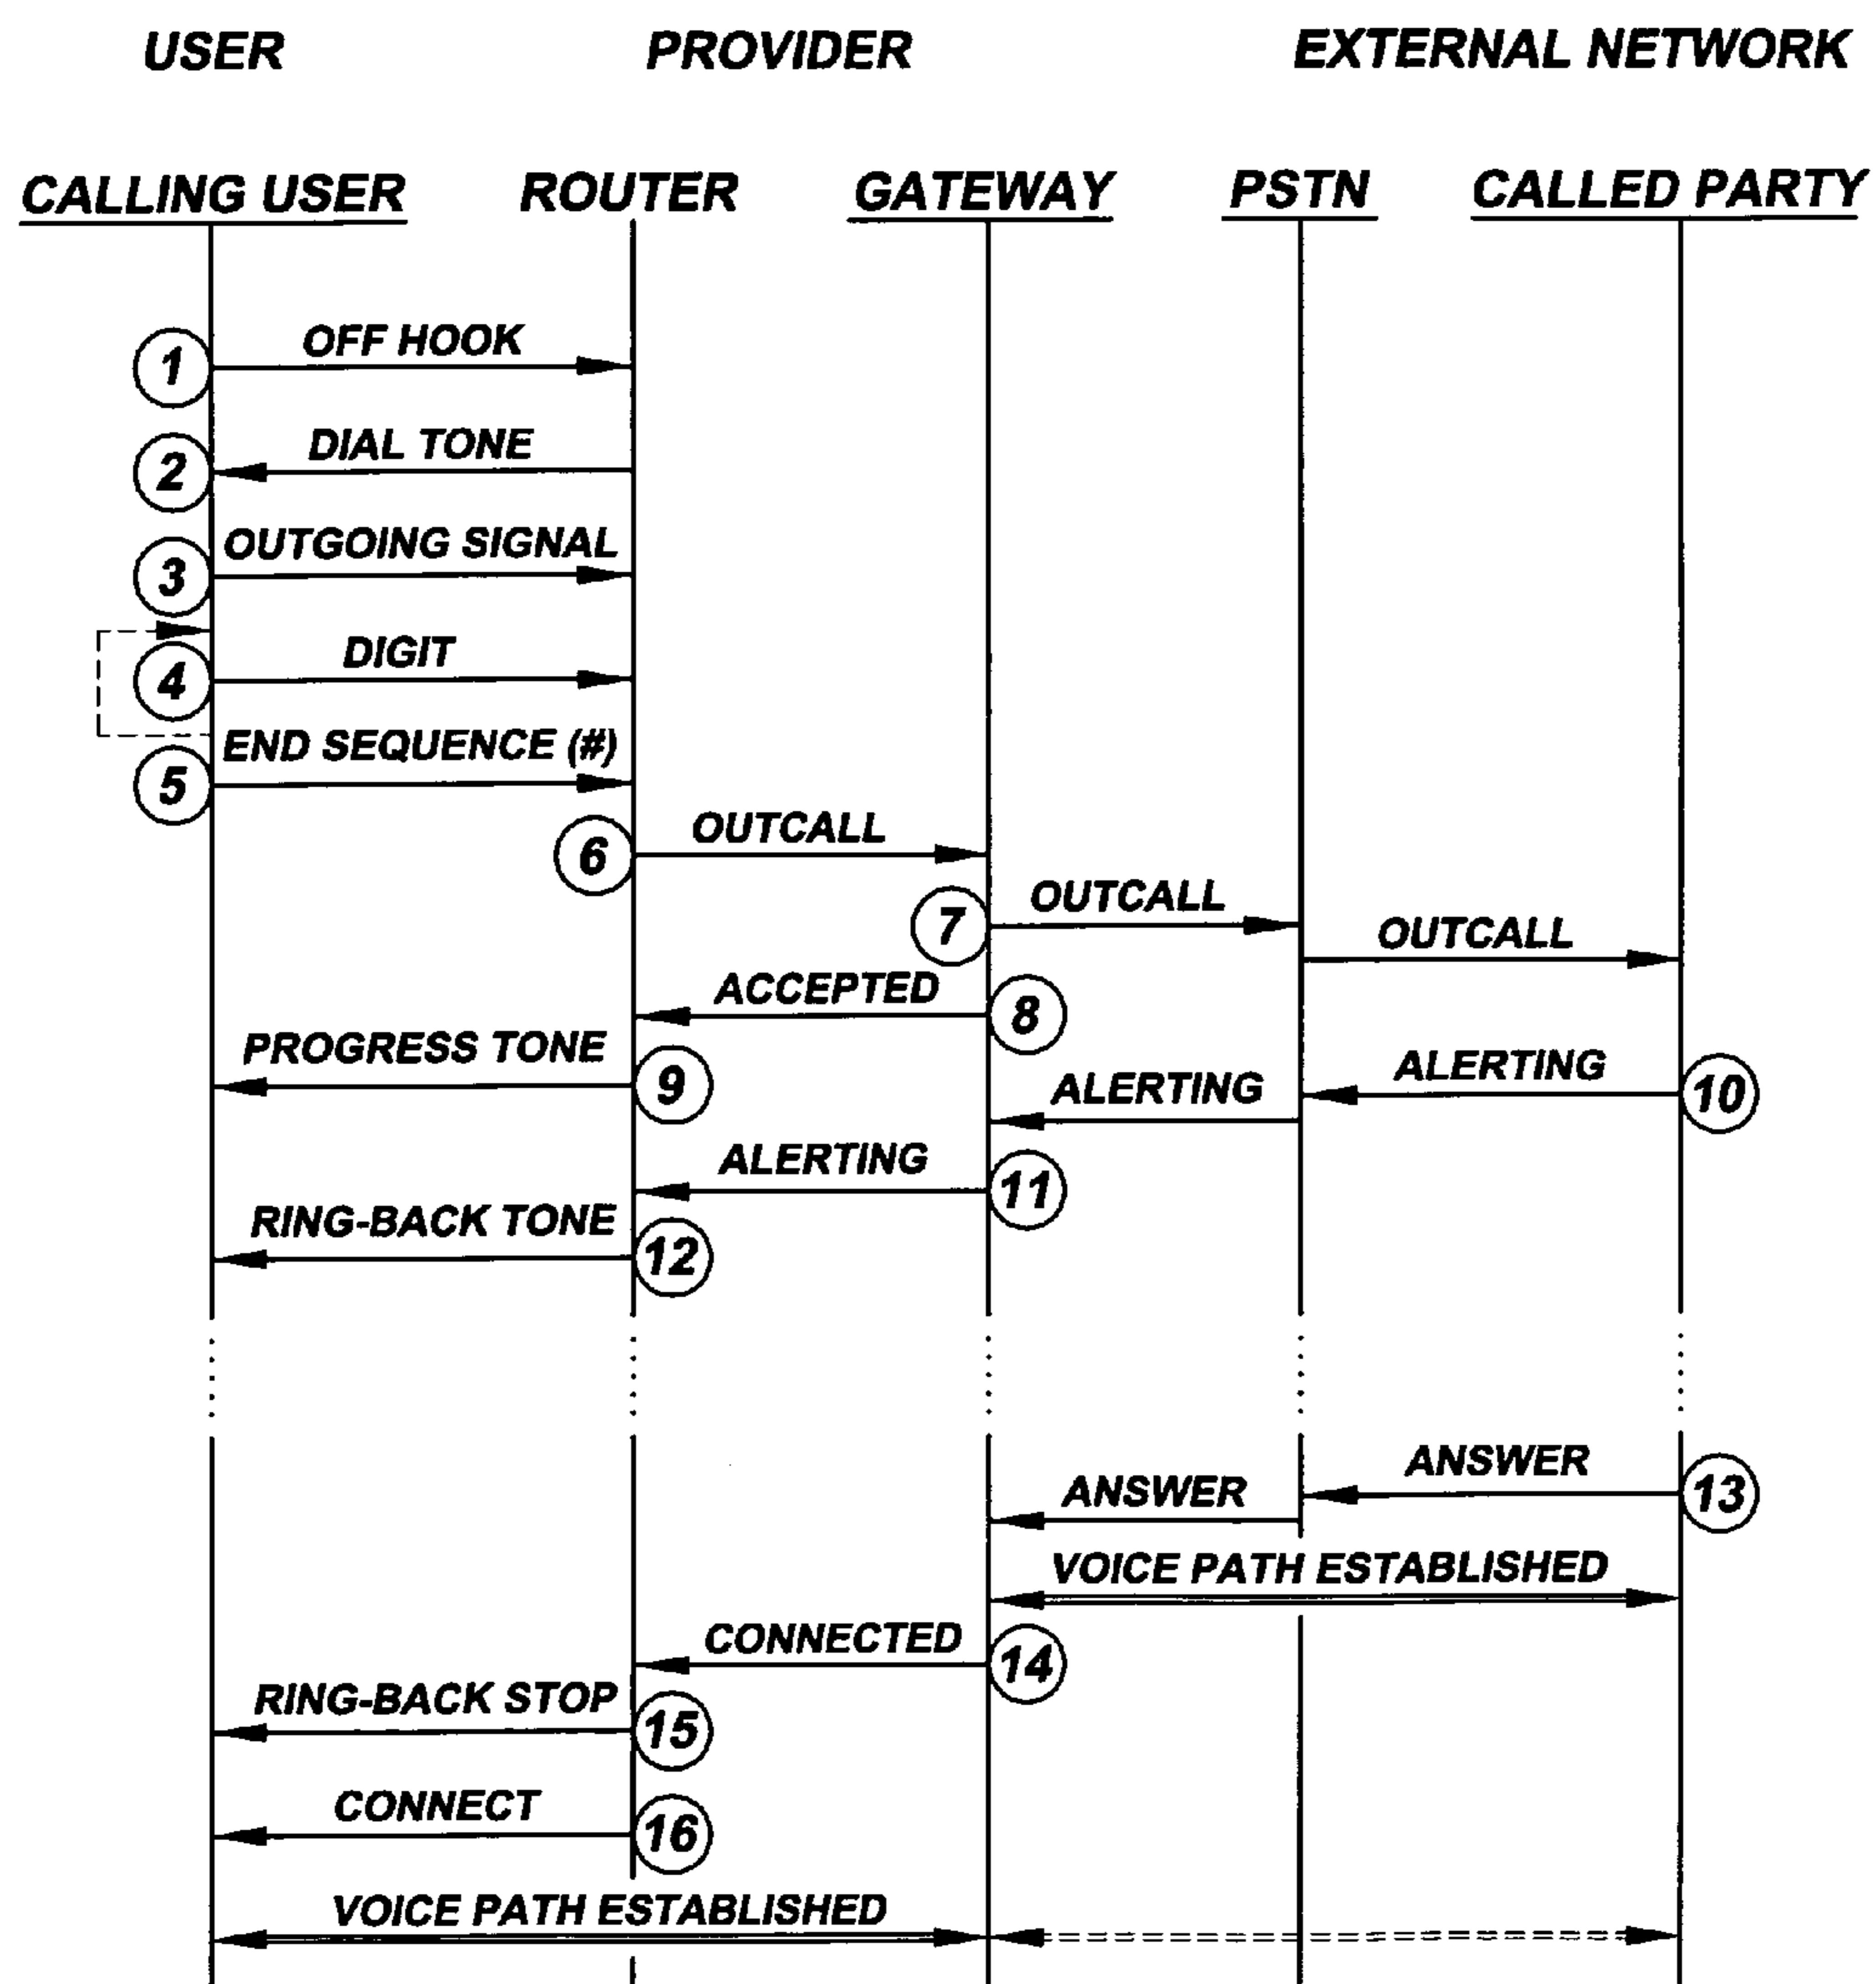 USER PROVIDER EXTERNAL NETWORK
CALLING USER ROUTER GATEWAY PSTN CALLED PARTY
1 OFF HOOK
2 DIAL TONE
3 OUTGOING SIGNAL
4 DIGIT
5 END SEQUENCE (#)
6 OUTCALL
7 OUTCALL
OUTCALL
ACCEPTED 8
PROGRESS TONE 9
ALERTING 10
ALERTING
ALERTING 11
RING-BACK TONE 12
ANSWER 13
ANSWER
VOICE PATH ESTABLISHED
CONNECTED 14
RING-BACK STOP 15
CONNECT 16
VOICE PATH ESTABLISHED